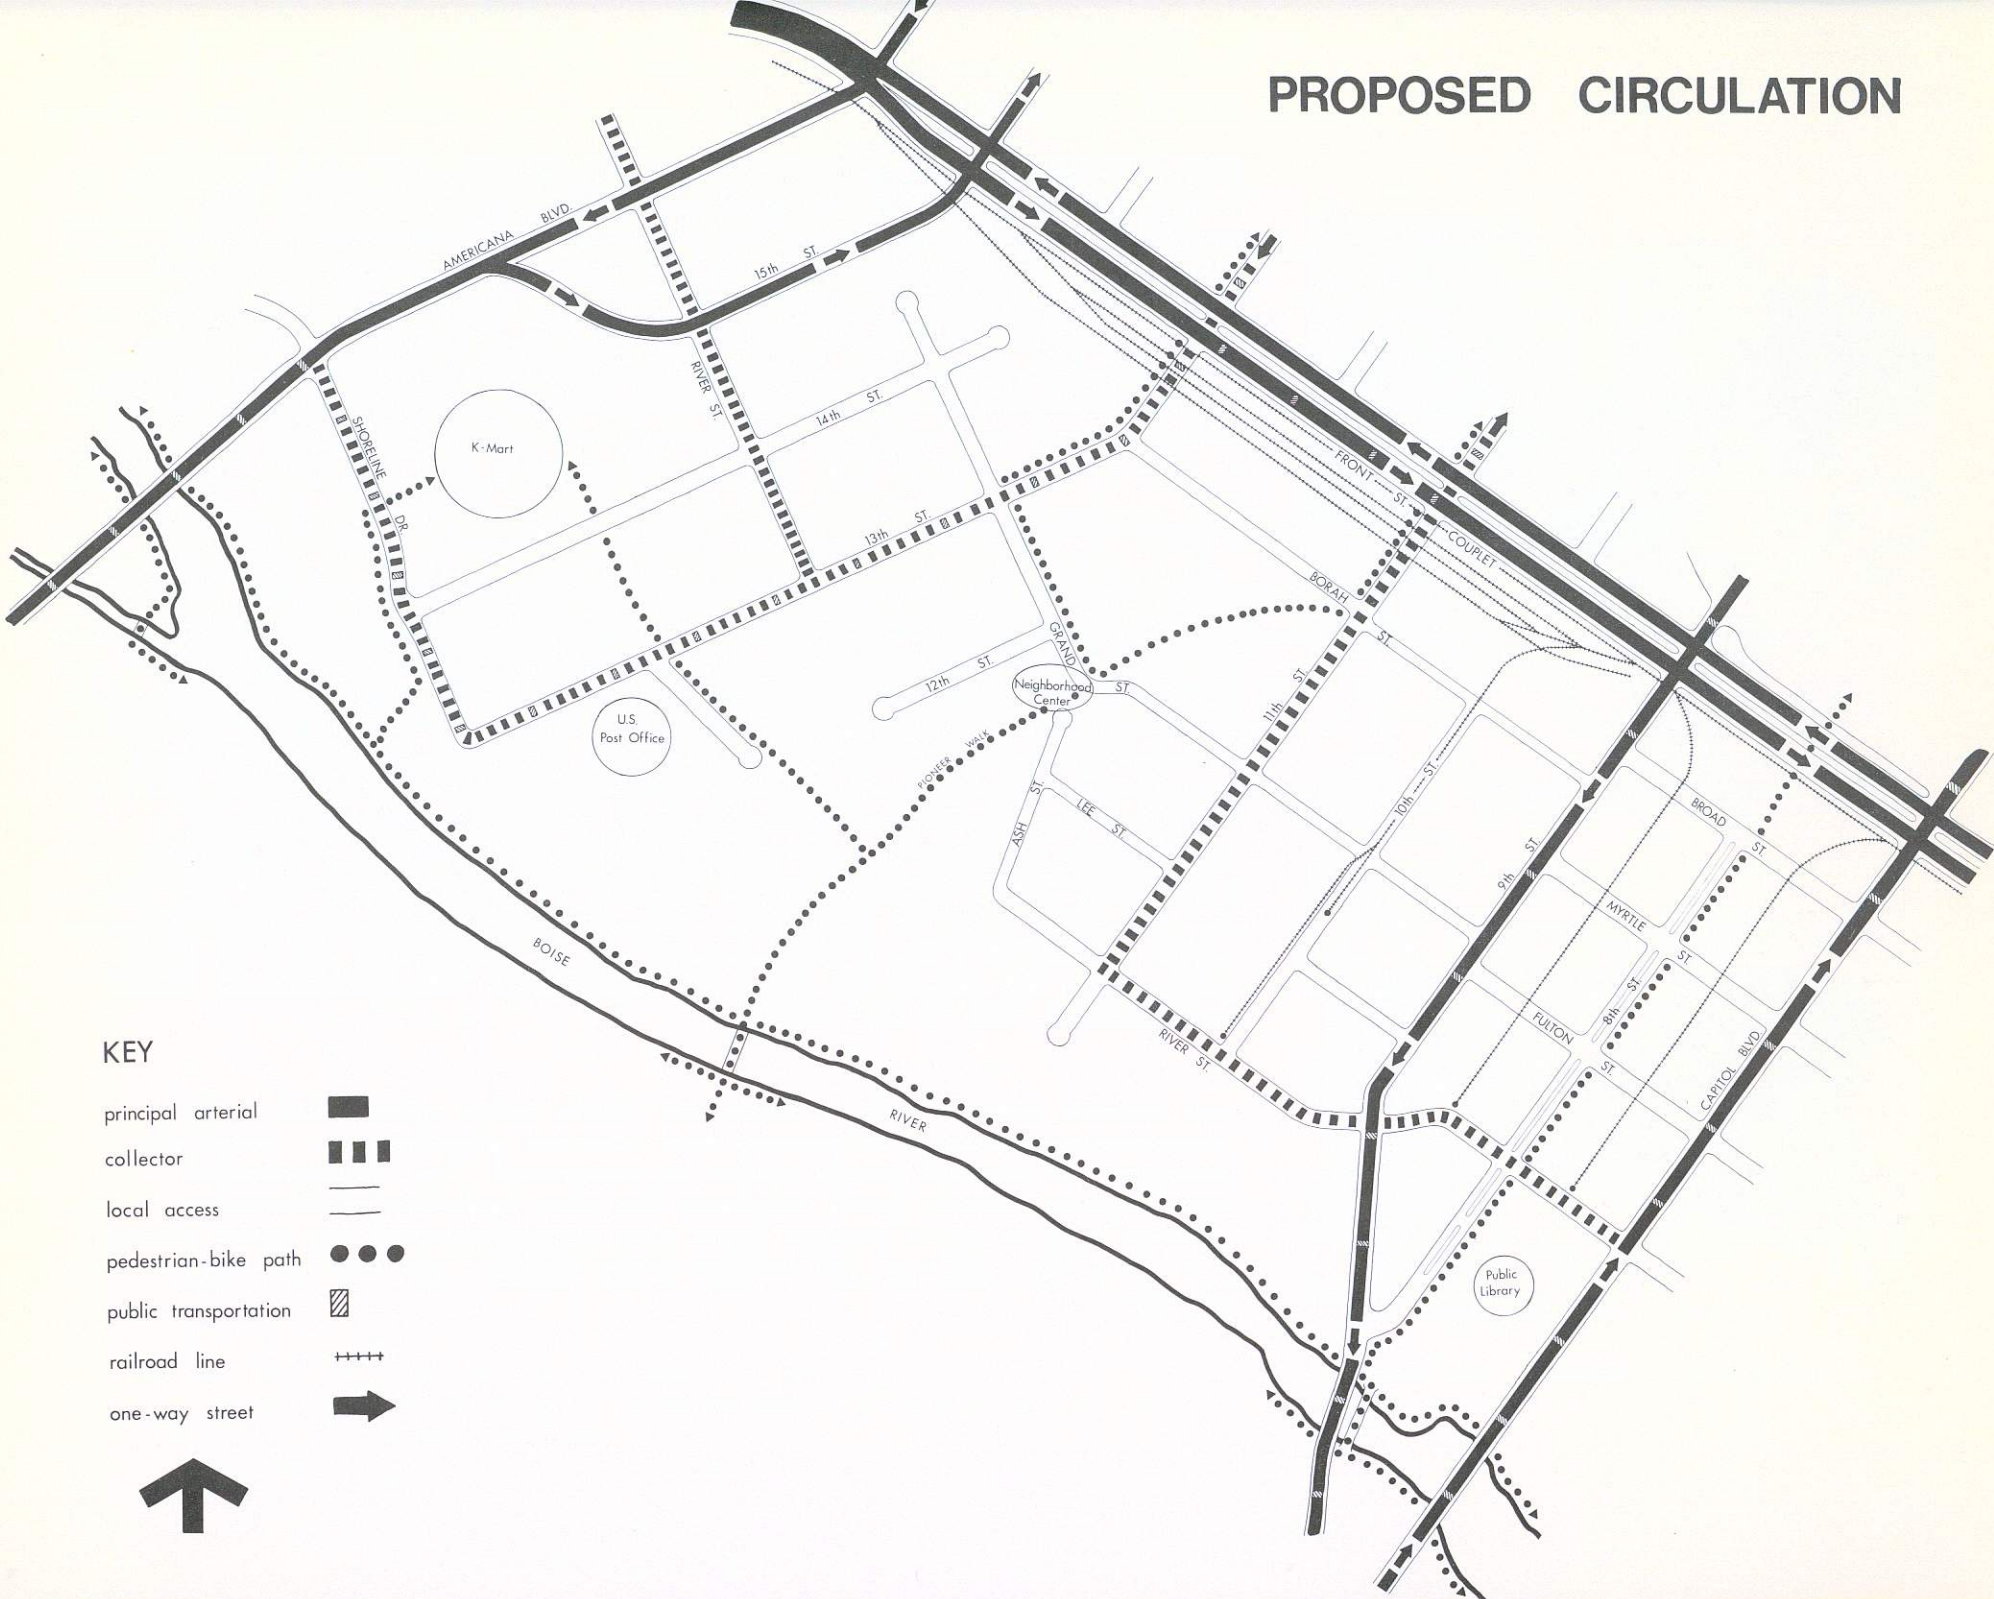 PROPOSED CIRCULATION
AMERICANA BLVD.
15th ST.
RIVER ST.
14th ST.
SHORELINE DR.
K-Mart
13th ST.
FRONT ST. COUPLET
BORAH ST.
GRAND ST.
12th ST.
Neighborhood
Center
11th ST.
U.S.
Post Office
PIONEER WALK
ASH ST.
LEE ST.
10th ST.
BROAD ST.
9th ST.
MYRTLE ST.
8th ST.
FULTON ST.
CAPITOL BLVD
RIVER ST.
BOISE RIVER
Public
Library
KEY
principal arterial
collector
local access
pedestrian-bike path
public transportation
railroad line
one-way street